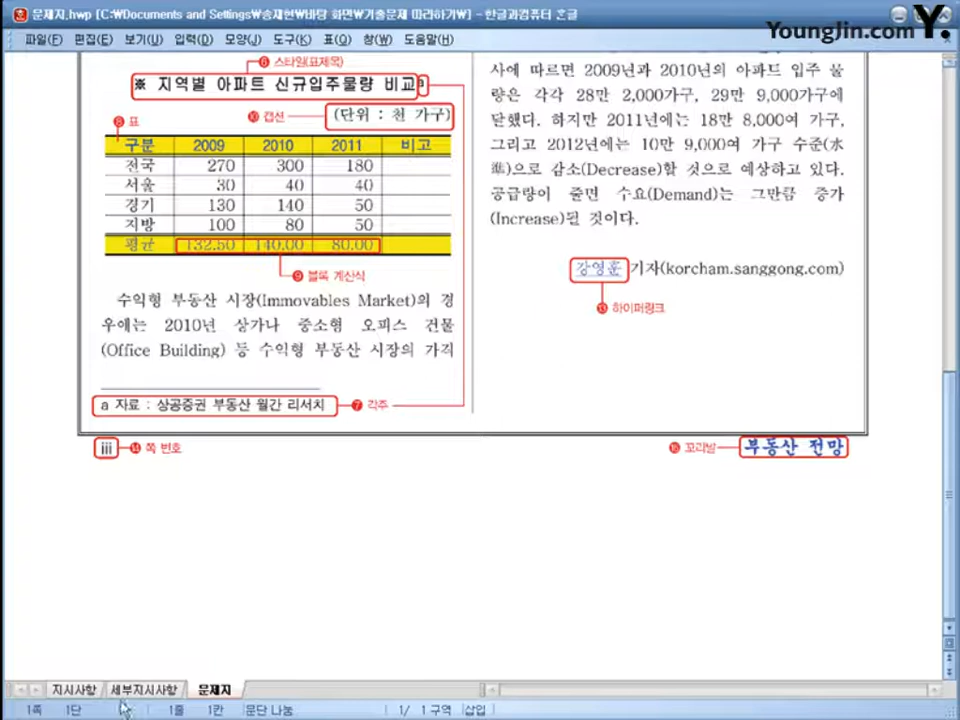 문제지.hwp [C:₩Documents and Settings₩송재현₩바탕 화면₩기출문제 따라하기₩] - 한글과컴퓨터 한글
YoungJin.com Y.
파일(F) 편집(E) 보기(U) 입력(D) 모양(J) 도구(K) 표(Q) 창(W) 도움말(H)
❻ 스타일(표제목)
※ 지역별 아파트 신규입주물량 비교a
❿ 캡션 (단위 : 천 가구)
❽ 표
구분 2009 2010 2011 비고
전국 270 300 180
서울 30 40 40
경기 130 140 50
지방 100 80 50
평균 132.50 140.00 80.00
❾ 블록 계산식
수익형 부동산 시장(Immovables Market)의 경
우에는 2010년 상가나 중소형 오피스 건물
(Office Building) 등 수익형 부동산 시장의 가격
a 자료 : 상공증권 부동산 월간 리서치 ❼ 각주
사에 따르면 2009년과 2010년의 아파트 입주 물
량은 각각 28만 2,000가구, 29만 9,000가구에
달했다. 하지만 2011년에는 18만 8,000여 가구,
그리고 2012년에는 10만 9,000여 가구 수준(水
準)으로 감소(Decrease)할 것으로 예상하고 있다.
공급량이 줄면 수요(Demand)는 그만큼 증가
(Increase)될 것이다.
강영훈 기자(korcham.sanggong.com)
⓭ 하이퍼링크
iii ⓮ 쪽 번호
꼬리말 부동산 전망
지시사항 세부지시사항 문제지
1쪽 1단 1줄 1칸 문단 나눔 1/ 1 구역 삽입